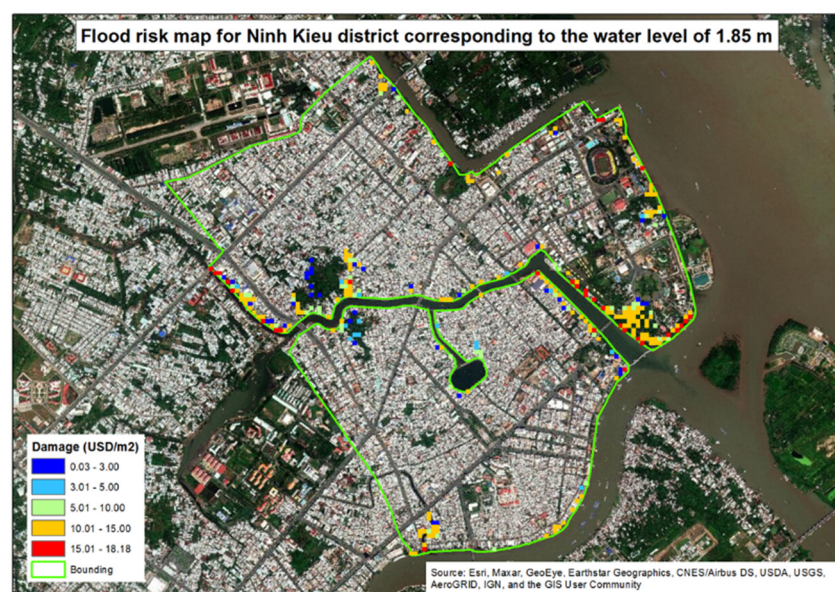 Flood risk map for Ninh Kieu district corresponding to the water level of 1.85 m
Damage (USD/m2)
0.03 - 3.00
3.01 - 5.00
5.01 - 10.00
10.01 - 15.00
15.01 - 18.18
Bounding
Source: Esri, Maxar, GeoEye, Earthstar Geographics, CNES/Airbus DS, USDA, USGS,
AeroGRID, IGN, and the GIS User Community